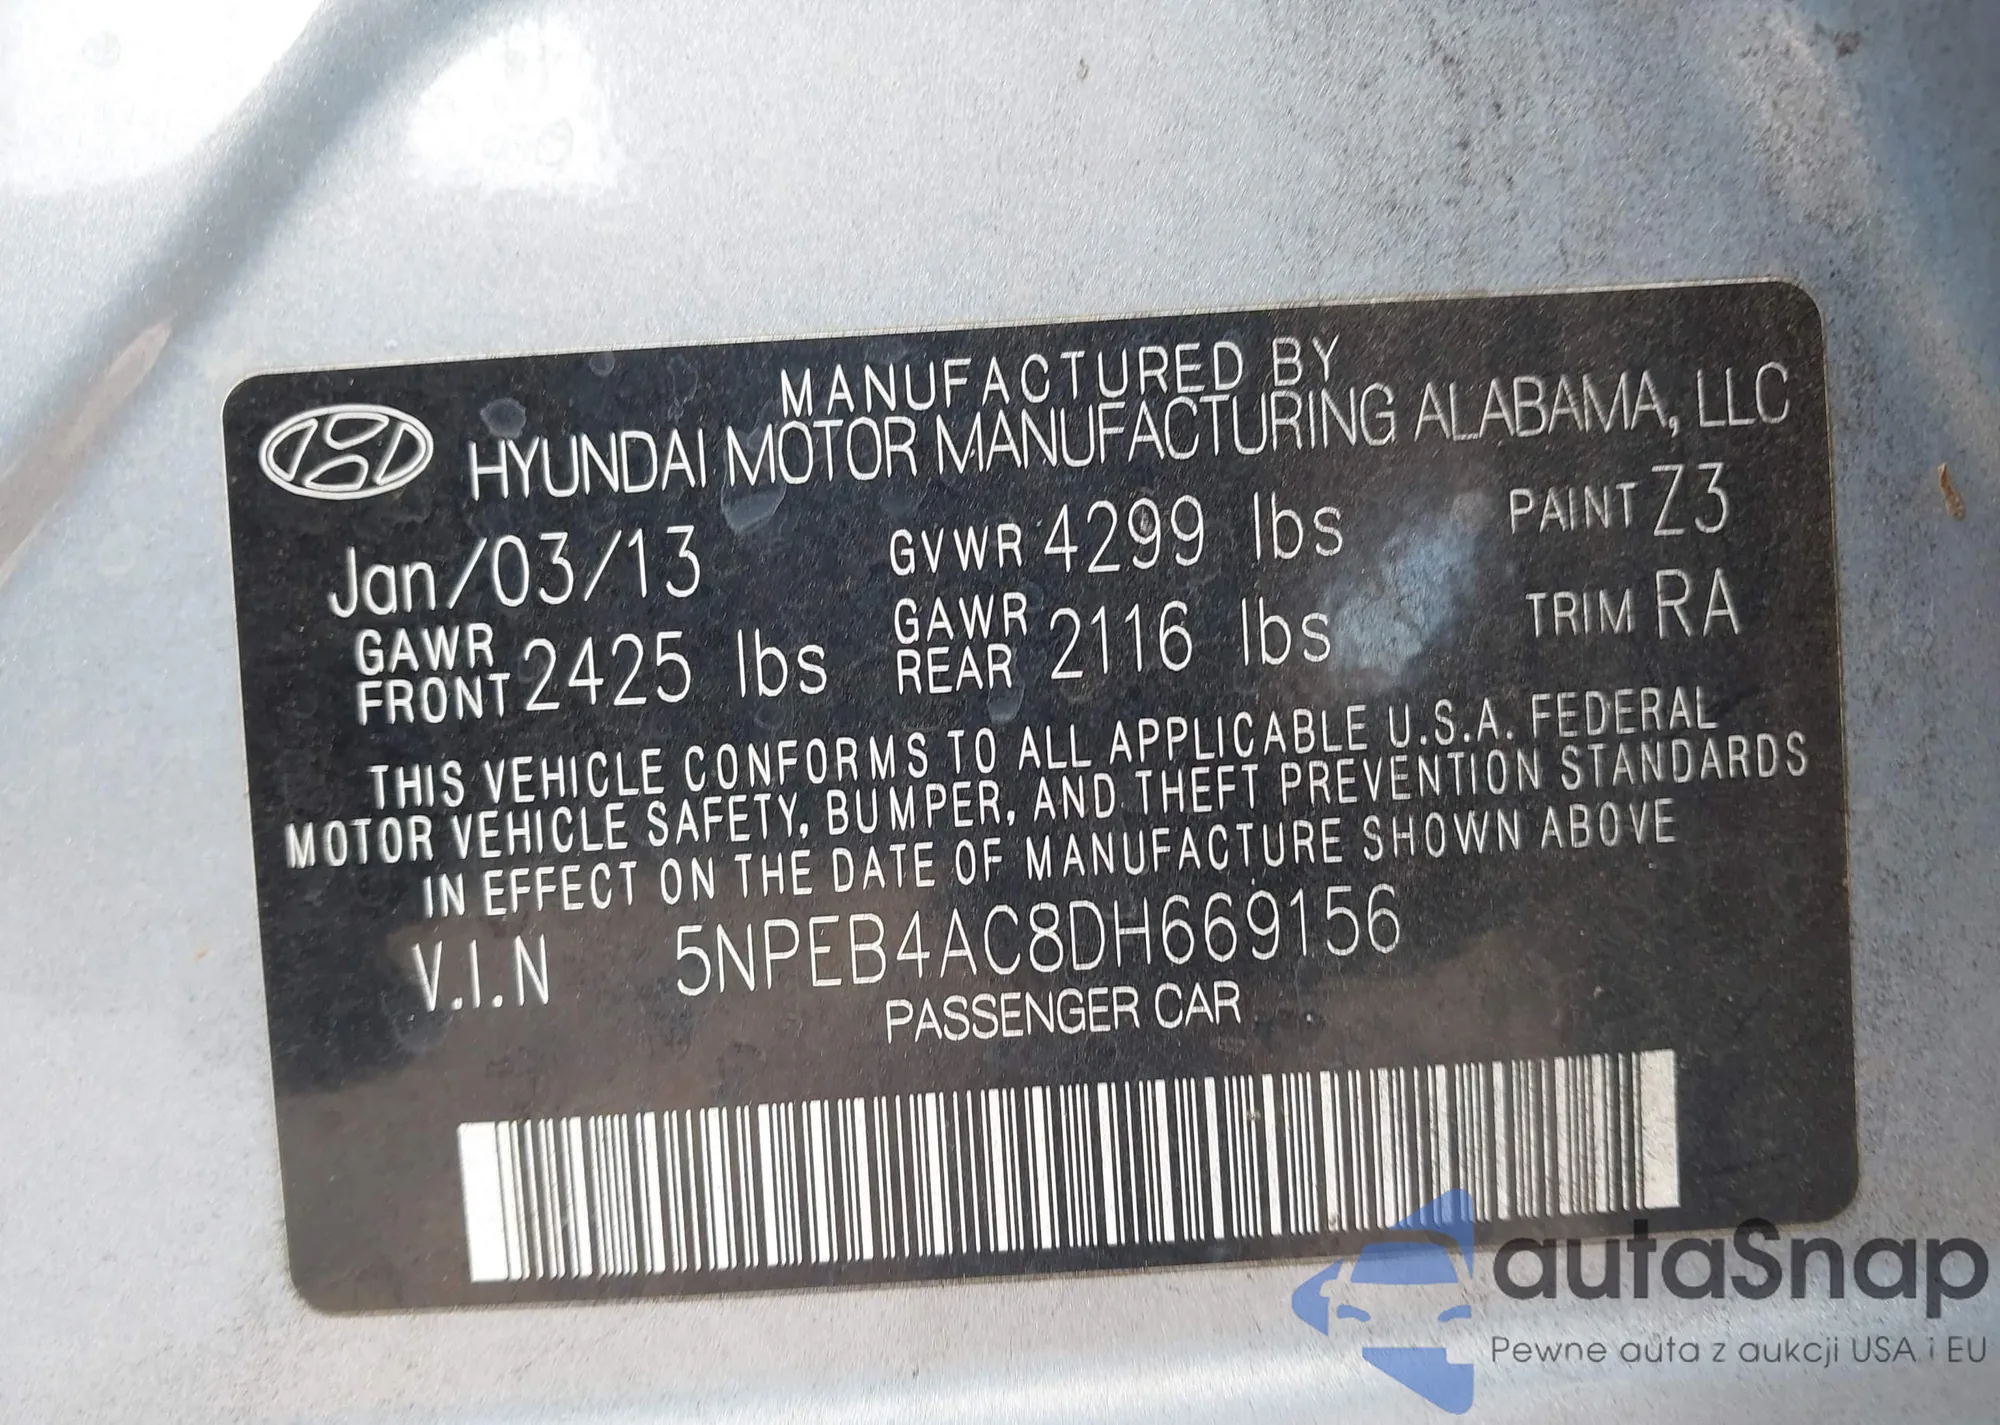 MANUFACTURED BY
HYUNDAI MOTOR MANUFACTURING ALABAMA, LLC
Jan/03/13 GVWR 4299 lbs PAINT Z3
GAWR FRONT 2425 lbs GAWR REAR 2116 lbs TRIM RA
THIS VEHICLE CONFORMS TO ALL APPLICABLE U.S.A. FEDERAL
MOTOR VEHICLE SAFETY, BUMPER, AND THEFT PREVENTION STANDARDS
IN EFFECT ON THE DATE OF MANUFACTURE SHOWN ABOVE
V.I.N 5NPEB4AC8DH669156
PASSENGER CAR
autaSnap
Pewne auta z aukcji USA i EU